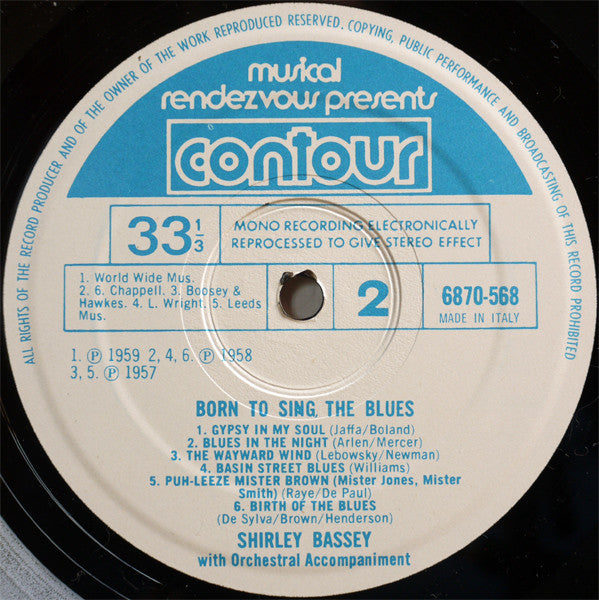 ALL RIGHTS OF THE RECORD PRODUCER AND OF THE OWNER OF THE WORK REPRODUCED RESERVED. COPYING, PUBLIC PERFORMANCE AND BROADCASTING OF THIS RECORD PROHIBITED
musical
rendezvous presents
contour
33 1/3
MONO RECORDING ELECTRONICALLY
REPROCESSED TO GIVE STEREO EFFECT
1. World Wide Mus.
2, 6. Chappell. 3. Boosey &
Hawkes. 4. L. Wright. 5. Leeds
Mus.
2
6870-568
MADE IN ITALY
1. ℗ 1959 2, 4, 6. ℗ 1958
3, 5. ℗ 1957
BORN TO SING THE BLUES
1. GYPSY IN MY SOUL (Jaffa/Boland)
2. BLUES IN THE NIGHT (Arlen/Mercer)
3. THE WAYWARD WIND (Lebowsky/Newman)
4. BASIN STREET BLUES (Williams)
5. PUH-LEEZE MISTER BROWN (Mister Jones, Mister
Smith) (Raye/De Paul)
6. BIRTH OF THE BLUES
(De Sylva/Brown/Henderson)
SHIRLEY BASSEY
with Orchestral Accompaniment